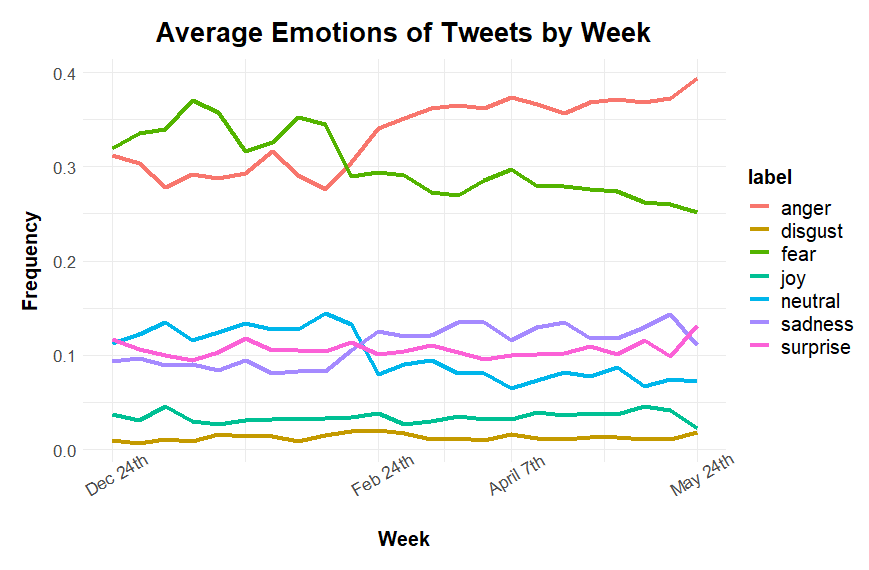 Average Emotions of Tweets by Week
0.4
0.3
0.2
0.1
0.0
Frequency
Dec 24th
Feb 24th
April 7th
May 24th
Week
label
anger
disgust
fear
joy
neutral
sadness
surprise